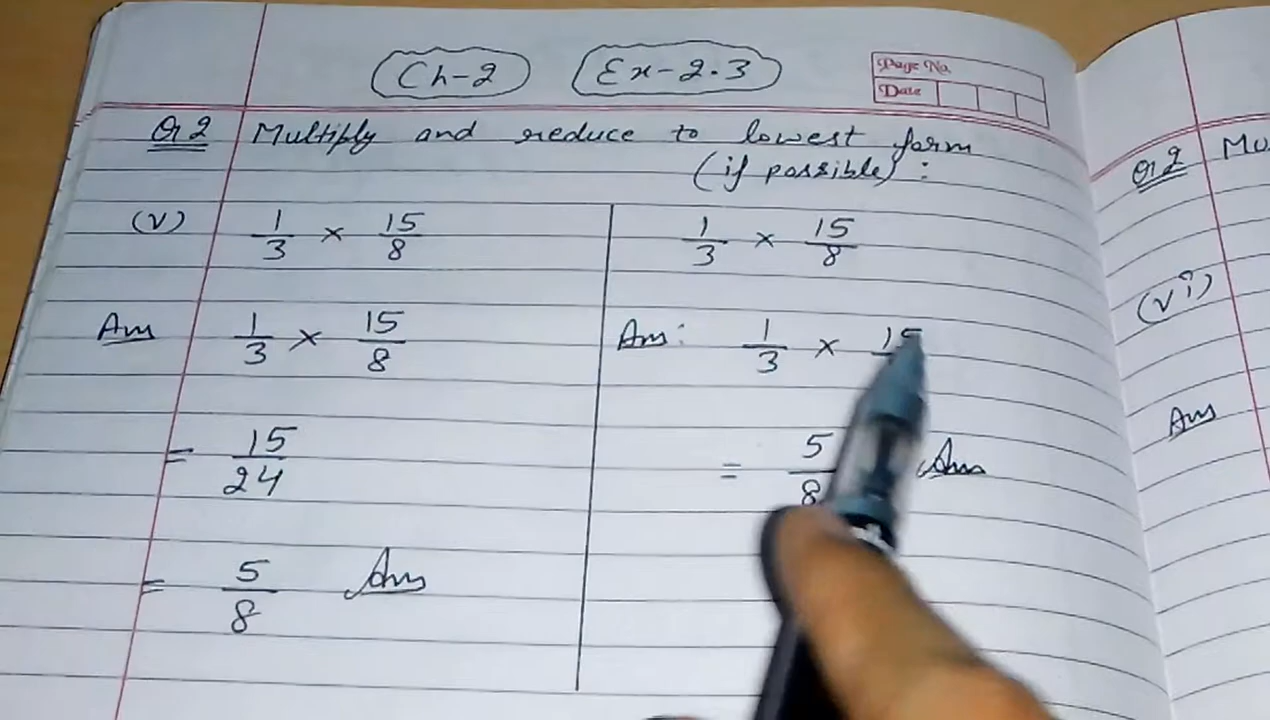 Ch-2 Ex-2.3
Page No.
Date
Q2 Multiply and reduce to lowest form
(if possible) :
(v) 1/3 × 15/8
Ans 1/3 × 15/8
= 15/24
= 5/8 Ans
1/3 × 15/8
Ans: 1/3 × 15
= 5/8 Ans
Q2 Mu
(vi)
Ans